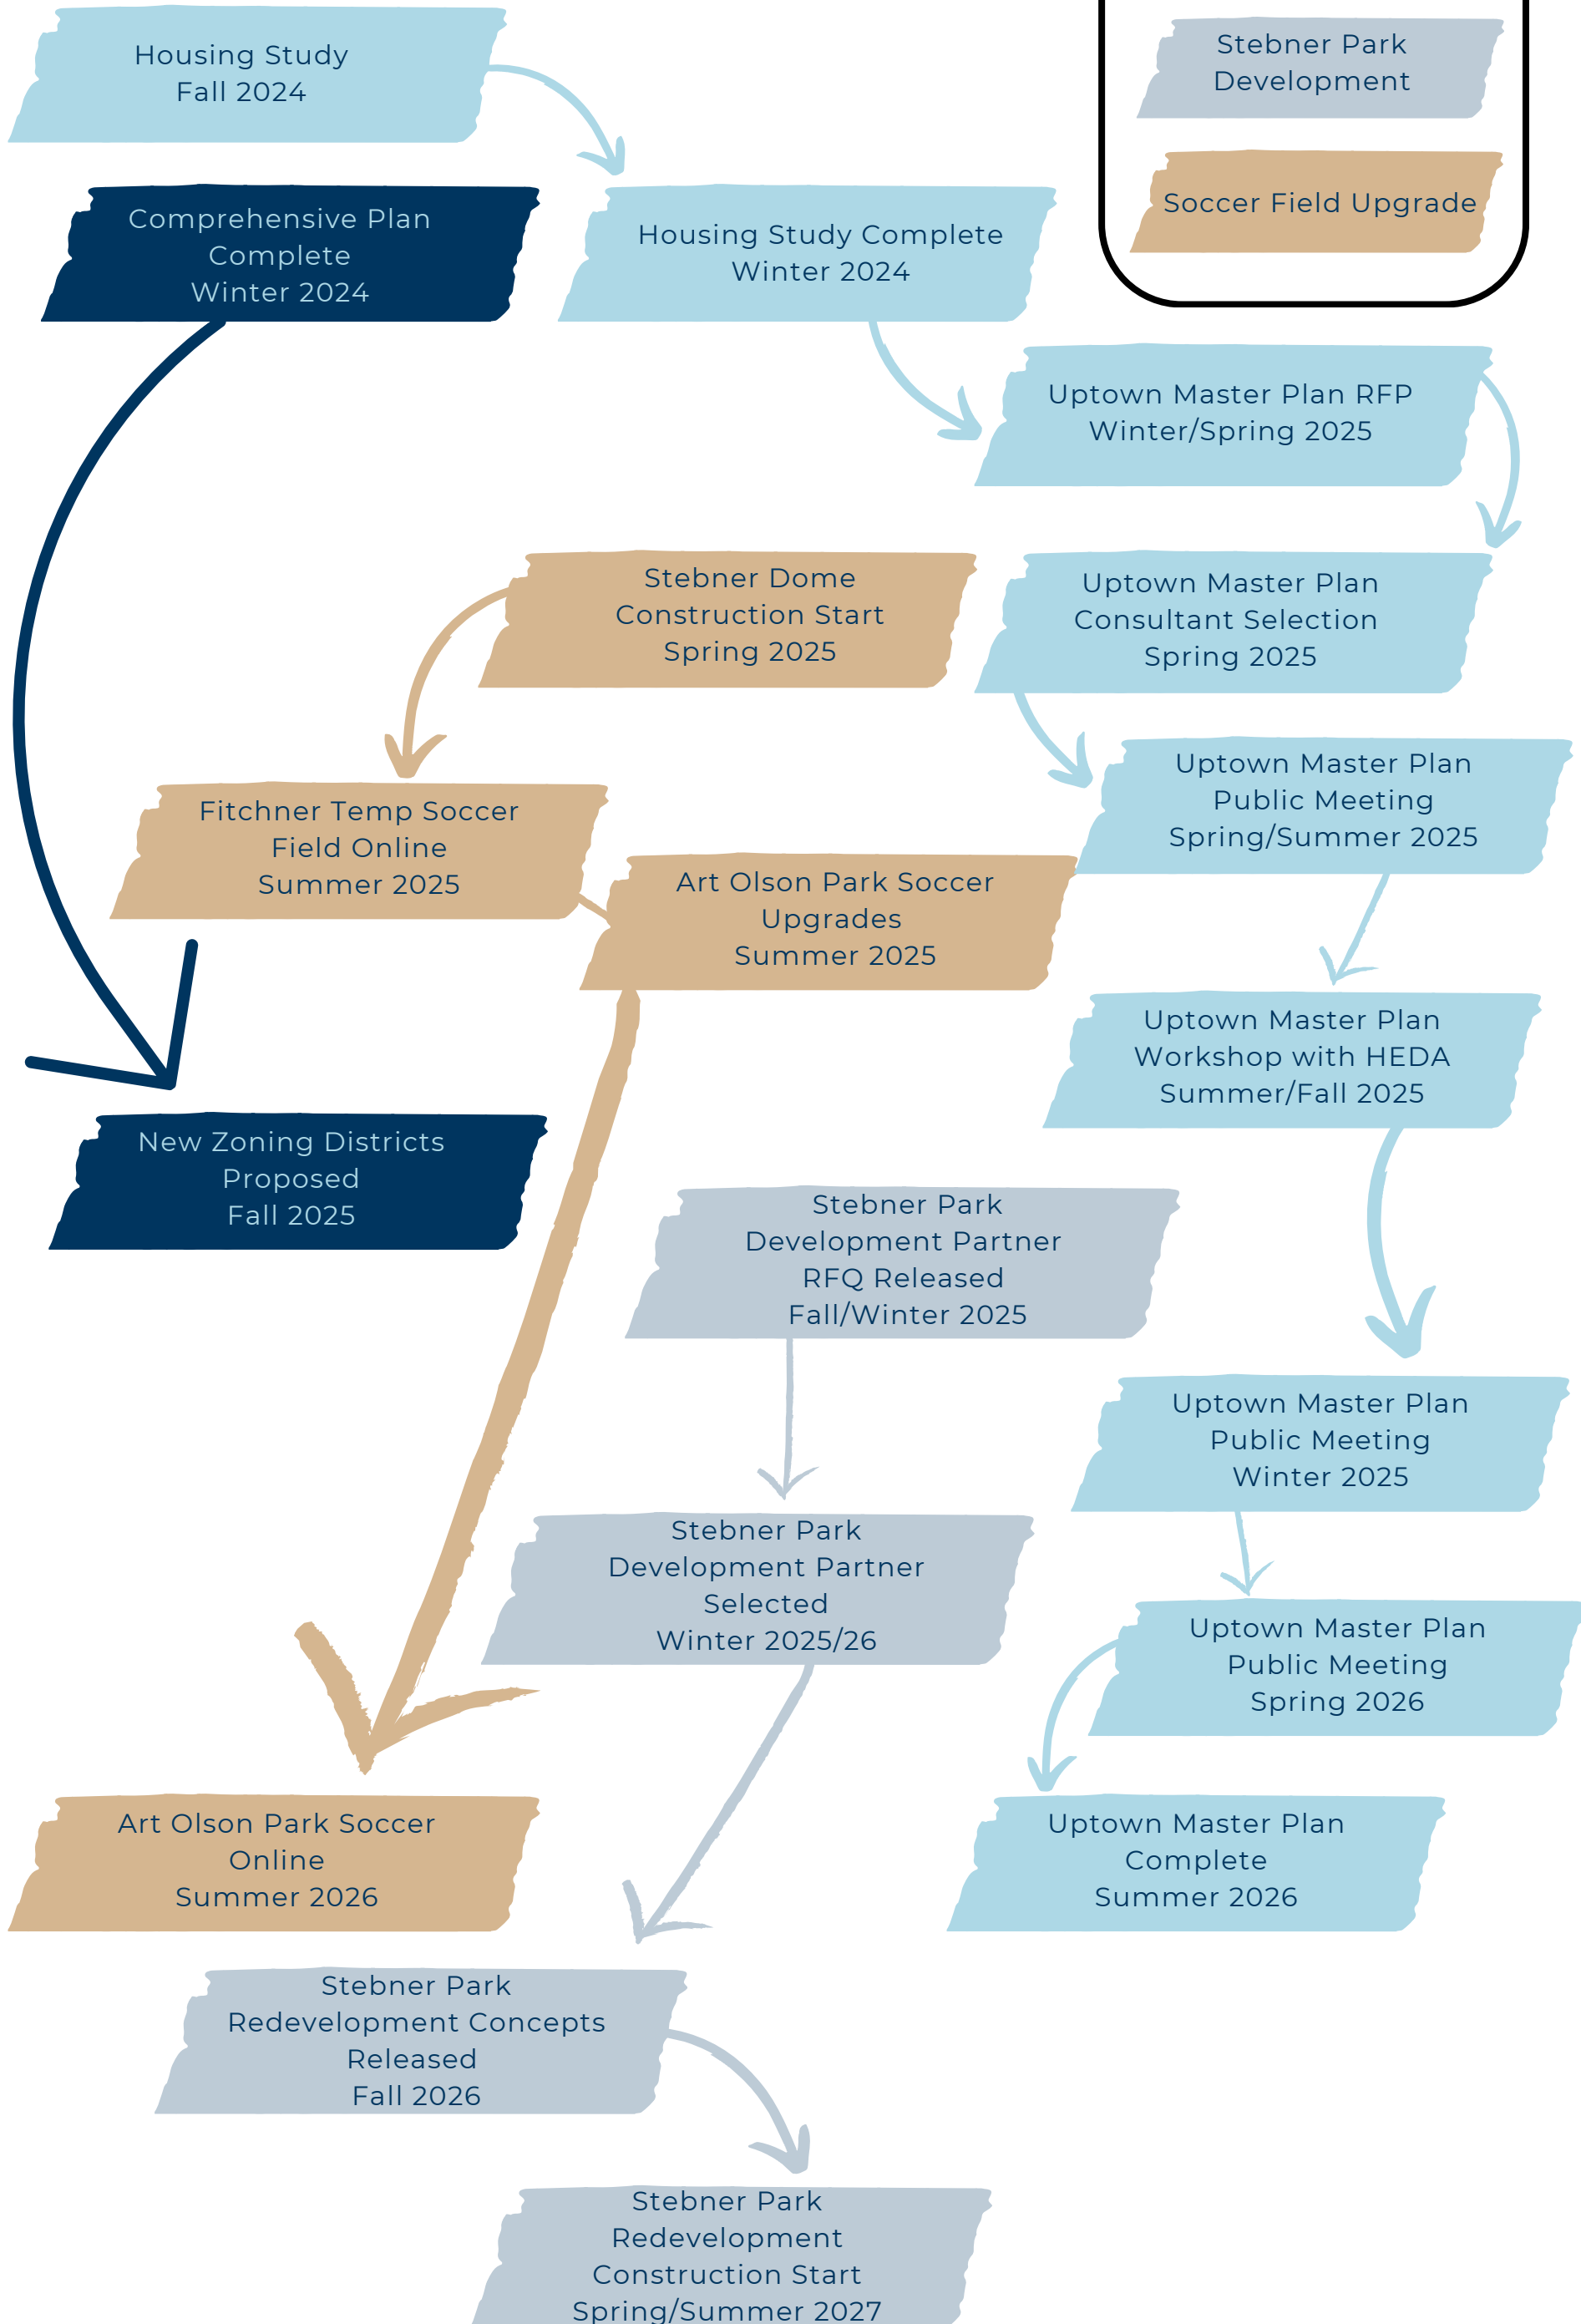 Housing Study
Fall 2024
Stebner Park
Development
Soccer Field Upgrade
Comprehensive Plan
Complete
Winter 2024
Housing Study Complete
Winter 2024
Uptown Master Plan RFP
Winter/Spring 2025
Stebner Dome
Construction Start
Spring 2025
Uptown Master Plan
Consultant Selection
Spring 2025
Uptown Master Plan
Public Meeting
Spring/Summer 2025
Fitchner Temp Soccer
Field Online
Summer 2025
Art Olson Park Soccer
Upgrades
Summer 2025
Uptown Master Plan
Workshop with HEDA
Summer/Fall 2025
New Zoning Districts
Proposed
Fall 2025
Stebner Park
Development Partner
RFQ Released
Fall/Winter 2025
Uptown Master Plan
Public Meeting
Winter 2025
Stebner Park
Development Partner
Selected
Winter 2025/26
Uptown Master Plan
Public Meeting
Spring 2026
Art Olson Park Soccer
Online
Summer 2026
Uptown Master Plan
Complete
Summer 2026
Stebner Park
Redevelopment Concepts
Released
Fall 2026
Stebner Park
Redevelopment
Construction Start
Spring/Summer 2027